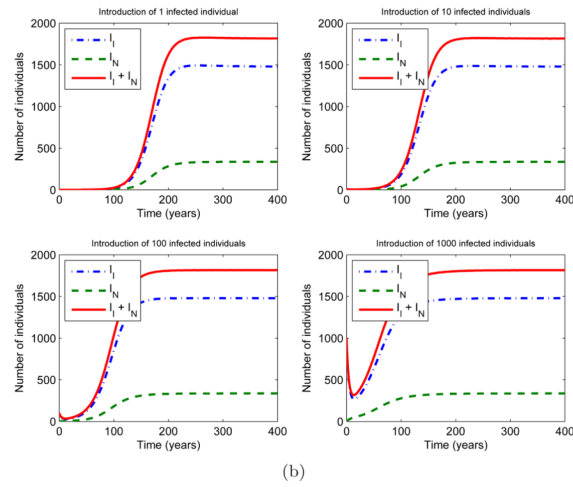 Introduction of 1 infected individual
Number of individuals
2000
1500
1000
500
0
I_I
I_N
I_I + I_N
0 100 200 300 400
Time (years)
Introduction of 10 infected individuals
Number of individuals
2000
1500
1000
500
0
I_I
I_N
I_I + I_N
0 100 200 300 400
Time (years)
Introduction of 100 infected individuals
Number of individuals
2000
1500
1000
500
0
I_I
I_N
I_I + I_N
0 100 200 300 400
Time (years)
Introduction of 1000 infected individuals
Number of individuals
2000
1500
1000
500
0
I_I
I_N
I_I + I_N
0 100 200 300 400
Time (years)
(b)